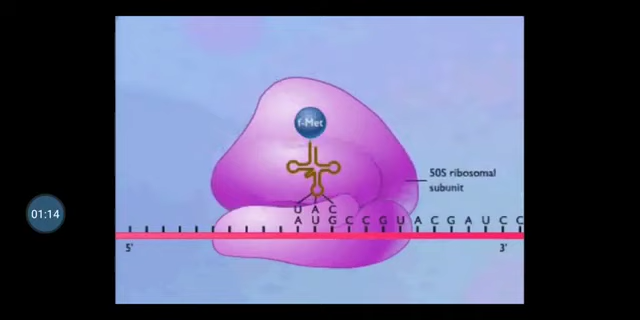 f-Met
50S ribosomal
subunit
01:14
U A C
A U G C C G U A C G A U C C
5'
3'